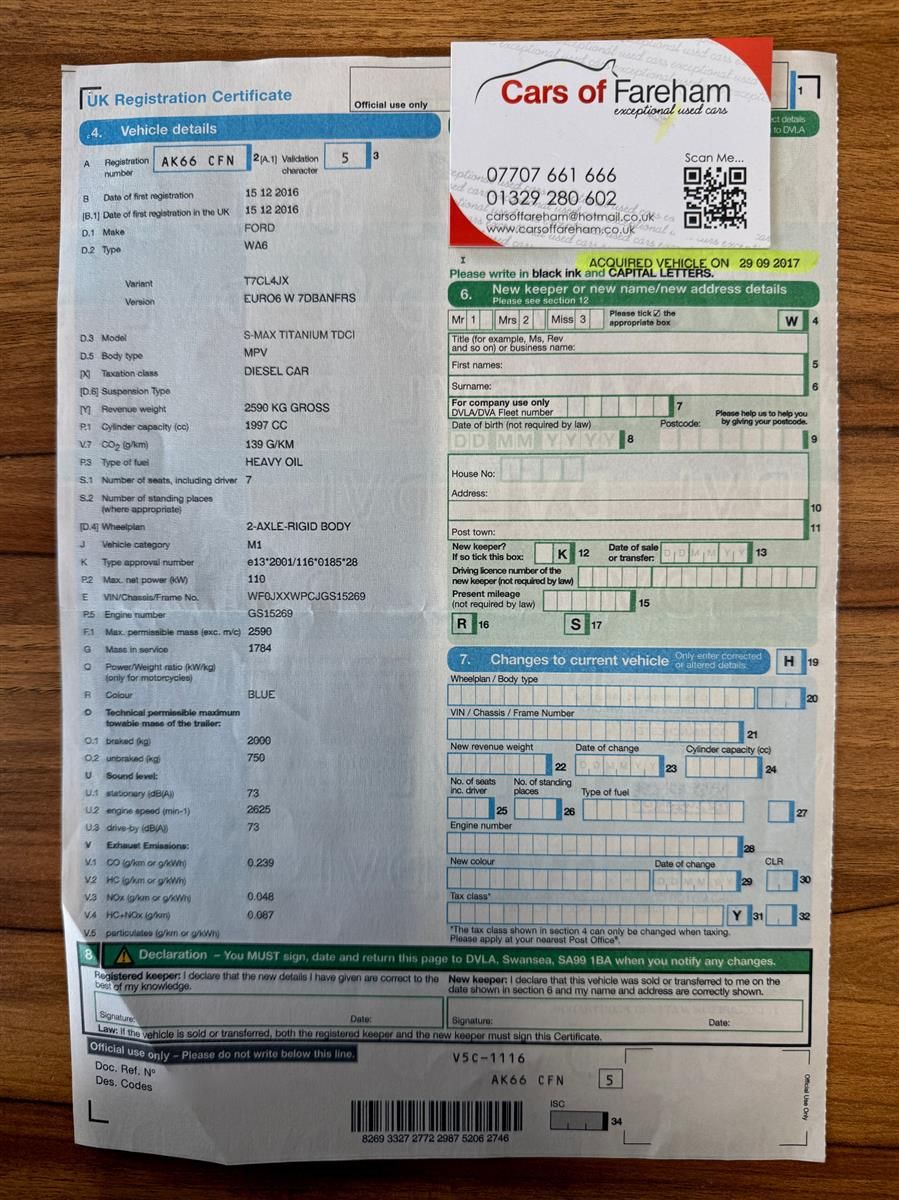 UK Registration Certificate
Official use only
1
4. Vehicle details
A Registration number AK66 CFN 2 [A.1] Validation character 5 3
B Date of first registration 15 12 2016
[B.1] Date of first registration in the UK 15 12 2016
D.1 Make FORD
D.2 Type WA6
Variant T7CL4JX
Version EURO6 W 7DBANFRS
D.3 Model S-MAX TITANIUM TDCI
D.5 Body type MPV
[X] Taxation class DIESEL CAR
[D.6] Suspension Type
[Y] Revenue weight 2590 KG GROSS
P.1 Cylinder capacity (cc) 1997 CC
V.7 CO2 (g/km) 139 G/KM
P.3 Type of fuel HEAVY OIL
S.1 Number of seats, including driver 7
S.2 Number of standing places
(where appropriate)
[D.4] Wheelplan 2-AXLE-RIGID BODY
J Vehicle category M1
K Type approval number e13*2001/116*0185*28
P.2 Max. net power (kW) 110
E VIN/Chassis/Frame No. WF0JXXWPCJGS15269
P.5 Engine number GS15269
F.1 Max. permissible mass (exc. m/c) 2590
G Mass in service 1784
Q Power/Weight ratio (kW/kg)
(only for motorcycles)
R Colour BLUE
O Technical permissible maximum
towable mass of the trailer:
O.1 braked (kg) 2000
O.2 unbraked (kg) 750
U Sound level:
U.1 stationary (dB(A)) 73
U.2 engine speed (min-1) 2625
U.3 drive-by (dB(A)) 73
V Exhaust Emissions:
V.1 CO (g/km or g/kWh) 0.239
V.2 HC (g/km or g/kWh)
V.3 NOx (g/km or g/kWh) 0.048
V.4 HC+NOx (g/km) 0.087
V.5 particulates (g/km or g/kWh)
Cars of Fareham
exceptional used cars
07707 661 666
01329 280 602
carsoffareham@hotmail.co.uk
www.carsoffareham.co.uk
Scan Me...
ct details
to DVLA
ACQUIRED VEHICLE ON 29 09 2017
Please write in black ink and CAPITAL LETTERS.
6. New keeper or new name/new address details
Please see section 12
Mr 1 Mrs 2 Miss 3 Please tick ☑ the
appropriate box W 4
Title (for example, Ms, Rev
and so on) or business name:
First names: 5
Surname: 6
For company use only
DVLA/DVA Fleet number 7
Please help us to help you
by giving your postcode.
Date of birth (not required by law) Postcode:
DD MM YYYY 8 9
House No:
Address:
10
Post town: 11
New keeper?
If so tick this box: K 12 Date of sale
or transfer: D D M M Y Y 13
Driving licence number of the
new keeper (not required by law)
Present mileage
(not required by law) 15
R 16 S 17
7. Changes to current vehicle Only enter corrected
or altered details H 19
Wheelplan / Body type
20
VIN / Chassis / Frame Number
21
New revenue weight Date of change Cylinder capacity (cc)
22 D D M M Y Y 23 24
No. of seats
inc. driver No. of standing
places Type of fuel
25 26 27
Engine number
28
New colour Date of change CLR
D D M M Y Y 29 30
Tax class*
Y 31 32
*The tax class shown in section 4 can only be changed when taxing.
Please apply at your nearest Post Office®.
8 Declaration – You MUST sign, date and return this page to DVLA, Swansea, SA99 1BA when you notify any changes.
Registered keeper: I declare that the new details I have given are correct to the
best of my knowledge.
Signature: Date:
New keeper: I declare that this vehicle was sold or transferred to me on the
date shown in section 6 and my name and address are correctly shown.
Signature: Date:
Law: If the vehicle is sold or transferred, both the registered keeper and the new keeper must sign this Certificate.
Official use only – Please do not write below this line.
Doc. Ref. Nº
Des. Codes
V5C-1116
AK66 CFN 5
ISC
34
8269 3327 2772 2987 5206 2746
Official Use Only